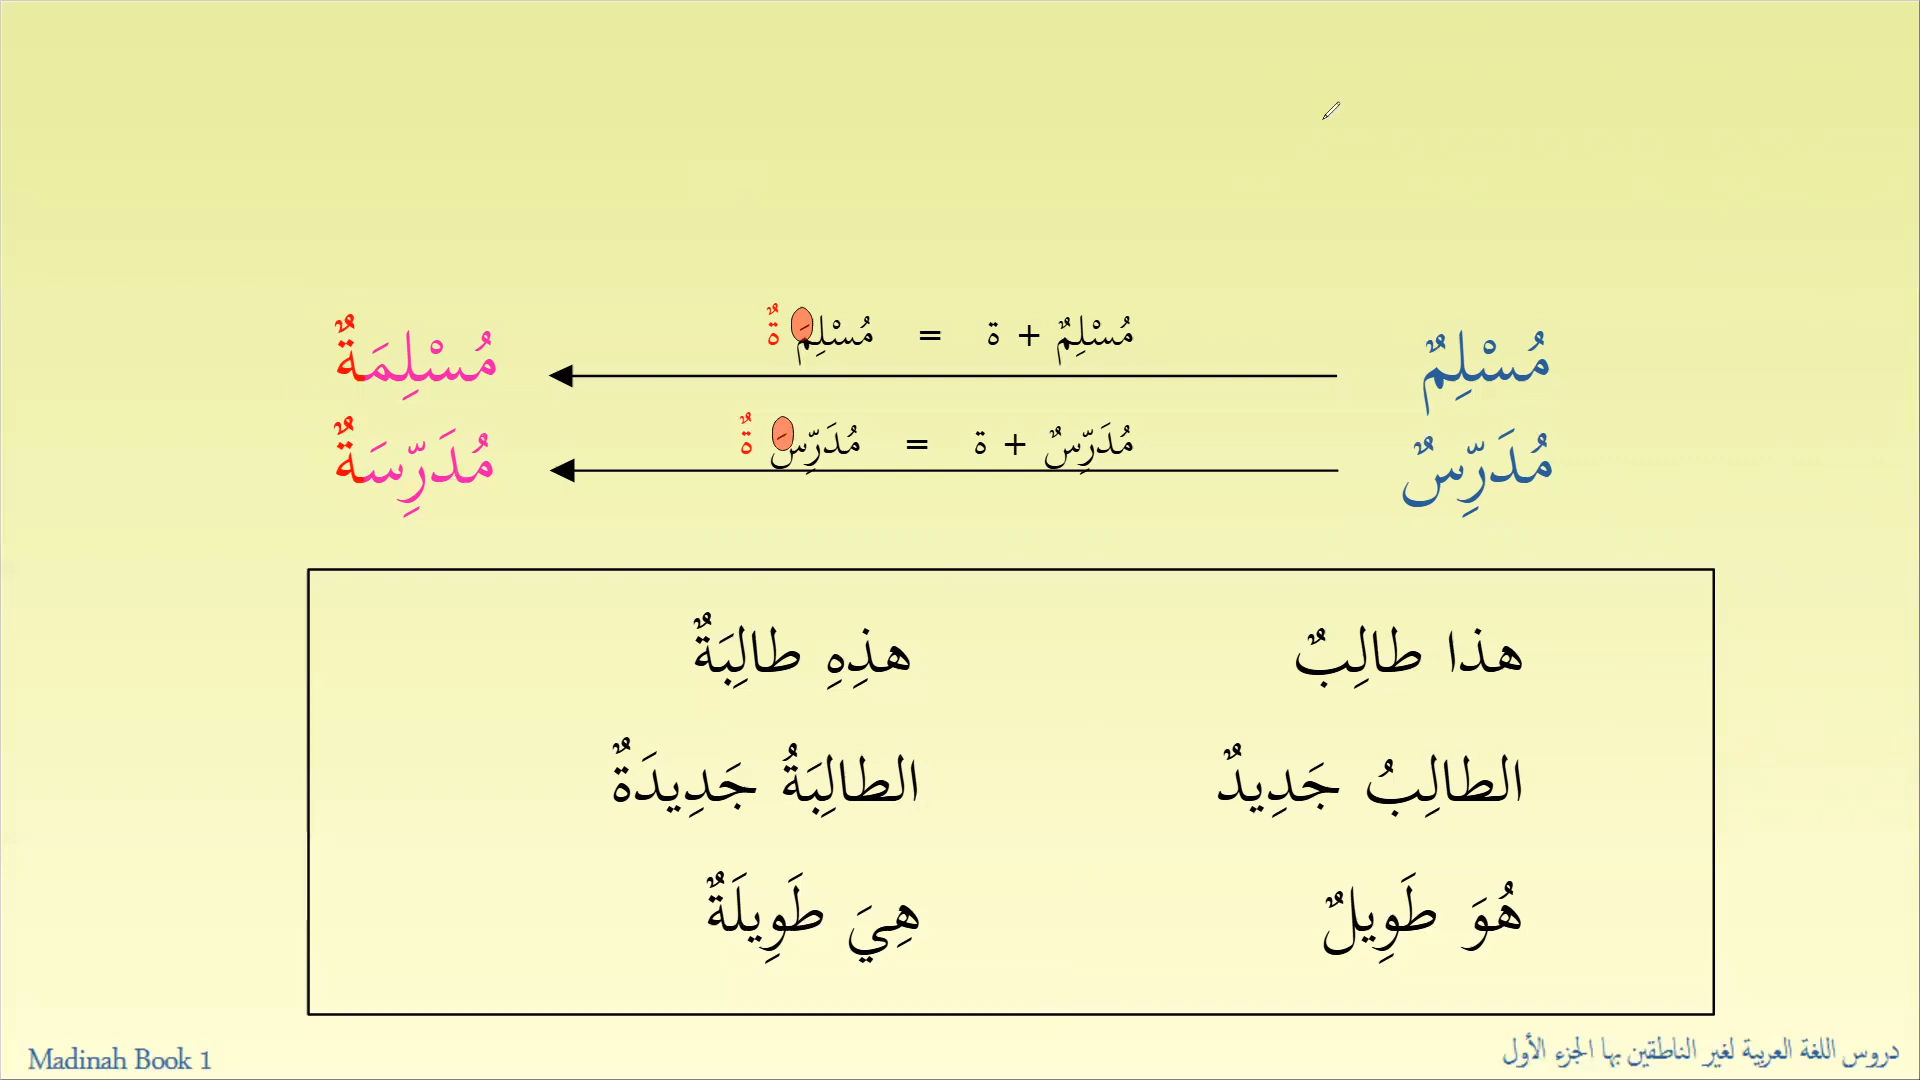 مُسْلِمٌ مُسْلِمٌ + ة = مُسْلِمَ ةٌ مُسْلِمَةٌ
مُدَرِّسٌ مُدَرِّسٌ + ة = مُدَرِّسَ ةٌ مُدَرِّسَةٌ
هذا طالِبٌ هذِهِ طالِبَةٌ
الطالِبُ جَدِيدٌ الطالِبَةُ جَدِيدَةٌ
هُوَ طَوِيلٌ هِيَ طَوِيلَةٌ
دروس اللغة العربية لغير الناطقين بها الجزء الأول
Madinah Book 1